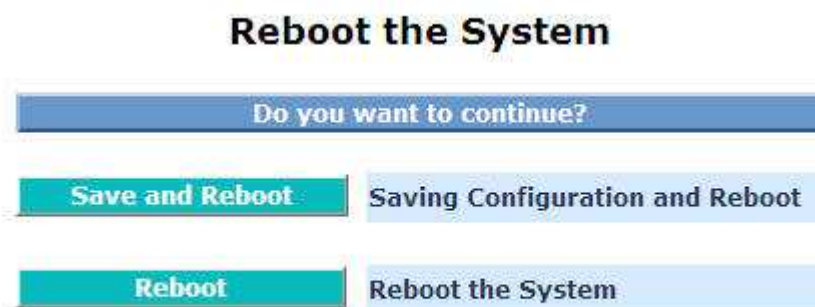 Reboot the System
Do you want to continue?
Save and Reboot Saving Configuration and Reboot
Reboot Reboot the System